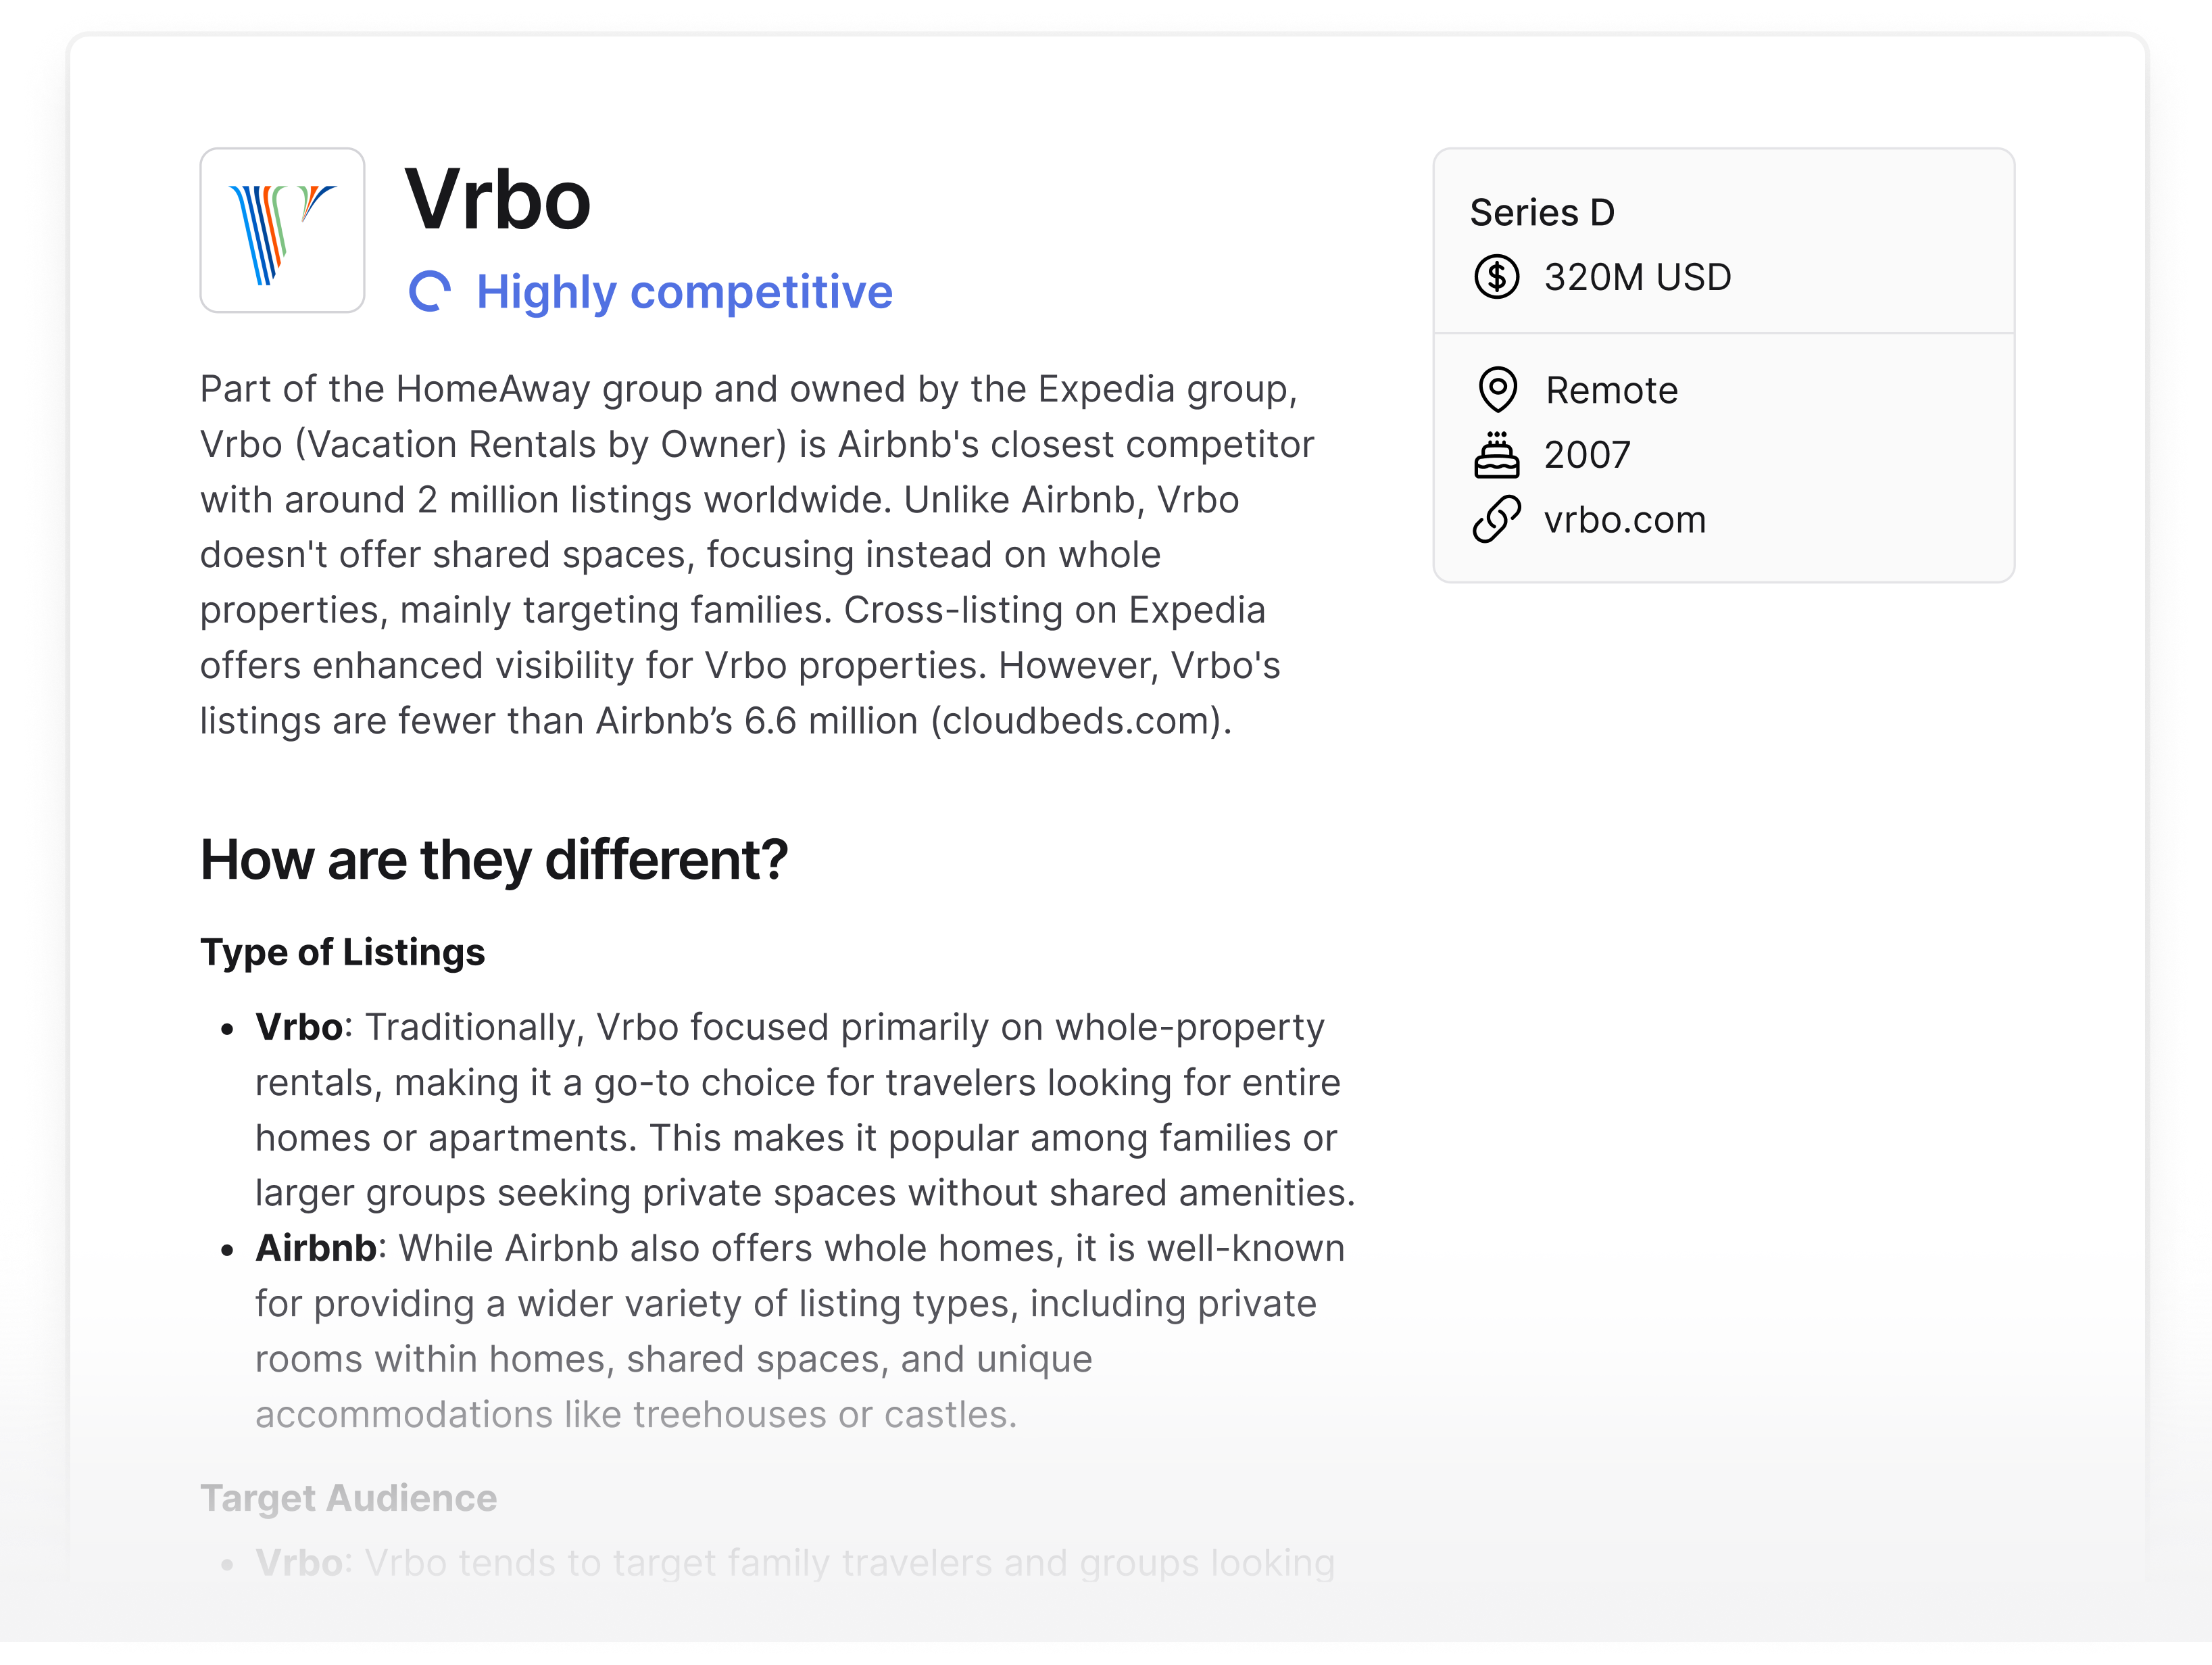 Vrbo
Highly competitive
Part of the HomeAway group and owned by the Expedia group,
Vrbo (Vacation Rentals by Owner) is Airbnb's closest competitor
with around 2 million listings worldwide. Unlike Airbnb, Vrbo
doesn't offer shared spaces, focusing instead on whole
properties, mainly targeting families. Cross-listing on Expedia
offers enhanced visibility for Vrbo properties. However, Vrbo's
listings are fewer than Airbnb’s 6.6 million (cloudbeds.com).
How are they different?
Type of Listings
• Vrbo: Traditionally, Vrbo focused primarily on whole-property
rentals, making it a go-to choice for travelers looking for entire
homes or apartments. This makes it popular among families or
larger groups seeking private spaces without shared amenities.
• Airbnb: While Airbnb also offers whole homes, it is well-known
for providing a wider variety of listing types, including private
rooms within homes, shared spaces, and unique
accommodations like treehouses or castles.
Target Audience
• Vrbo: Vrbo tends to target family travelers and groups looking
Series D
320M USD
Remote
2007
vrbo.com